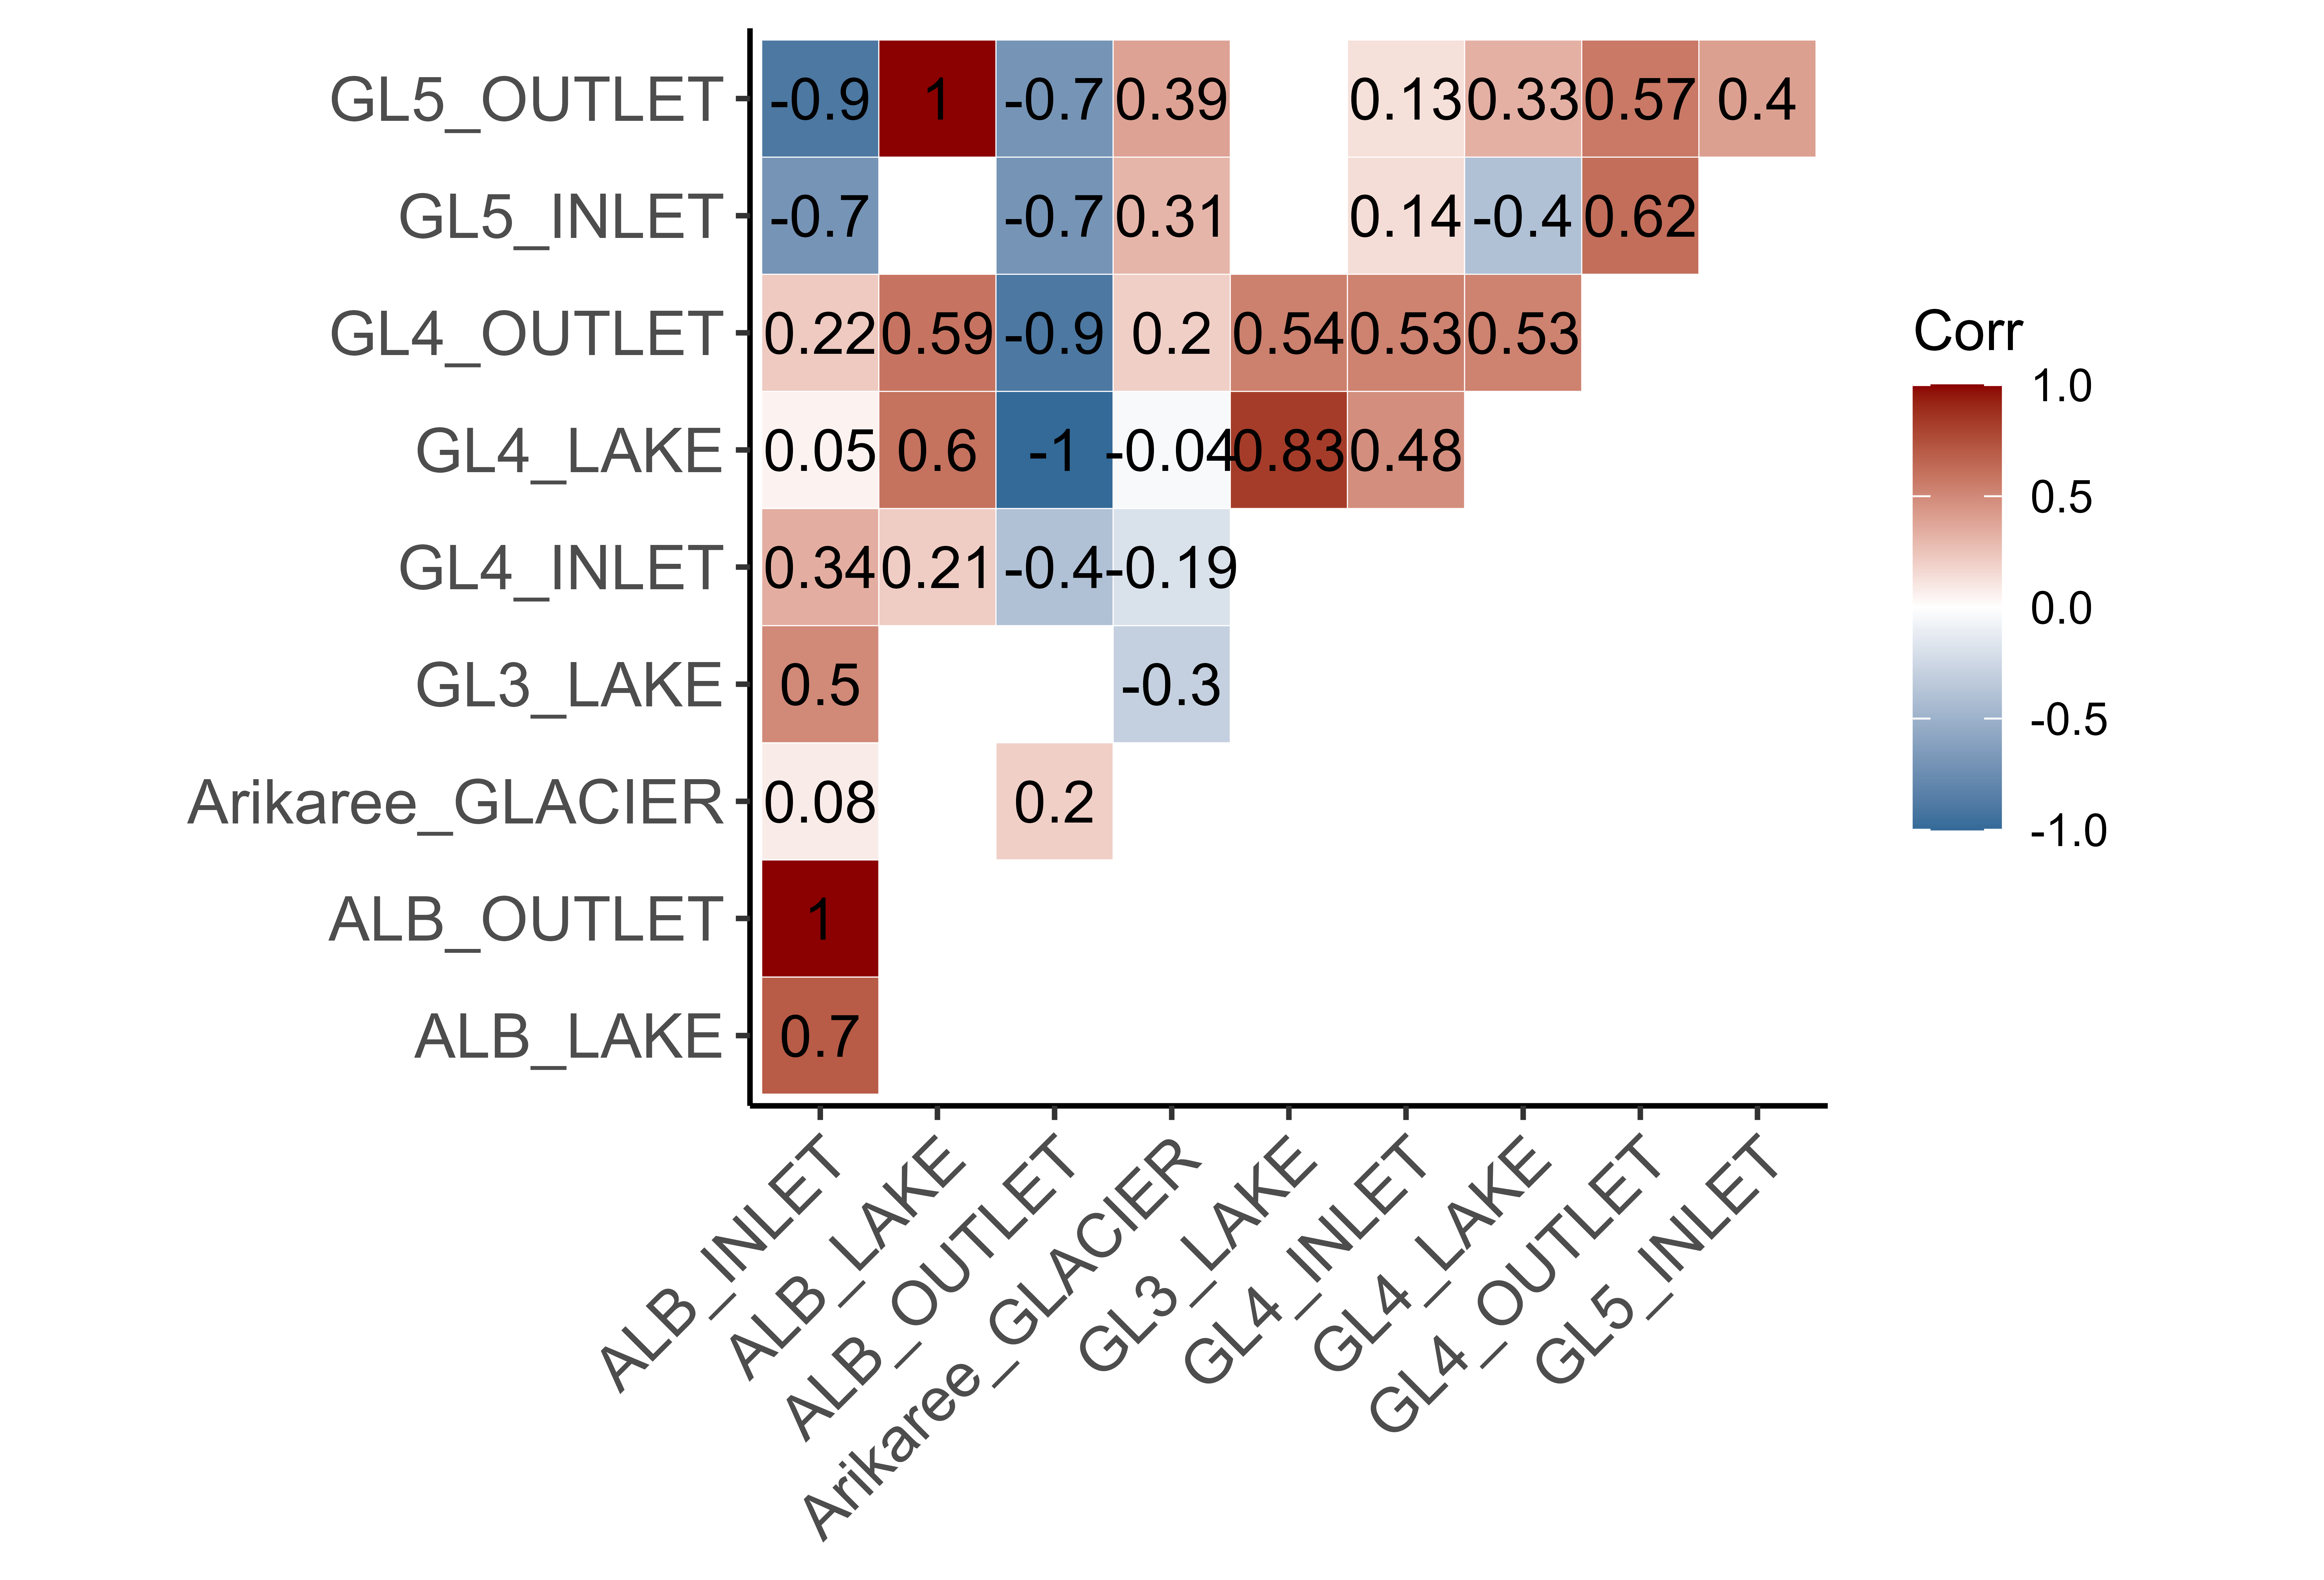 GL5_OUTLET -0.9 1 -0.7 0.39 0.13 0.33 0.57 0.4
GL5_INLET -0.7 -0.7 0.31 0.14 -0.4 0.62
GL4_OUTLET 0.22 0.59 -0.9 0.2 0.54 0.53 0.53
GL4_LAKE 0.05 0.6 -1 -0.04 0.83 0.48
GL4_INLET 0.34 0.21 -0.4 -0.19
GL3_LAKE 0.5 -0.3
Arikaree_GLACIER 0.08 0.2
ALB_OUTLET 1
ALB_LAKE 0.7
ALB_INLET
ALB_LAKE
ALB_OUTLET
Arikaree_GLACIER
GL3_LAKE
GL4_INLET
GL4_LAKE
GL4_OUTLET
GL5_INLET
Corr
1.0
0.5
0.0
-0.5
-1.0